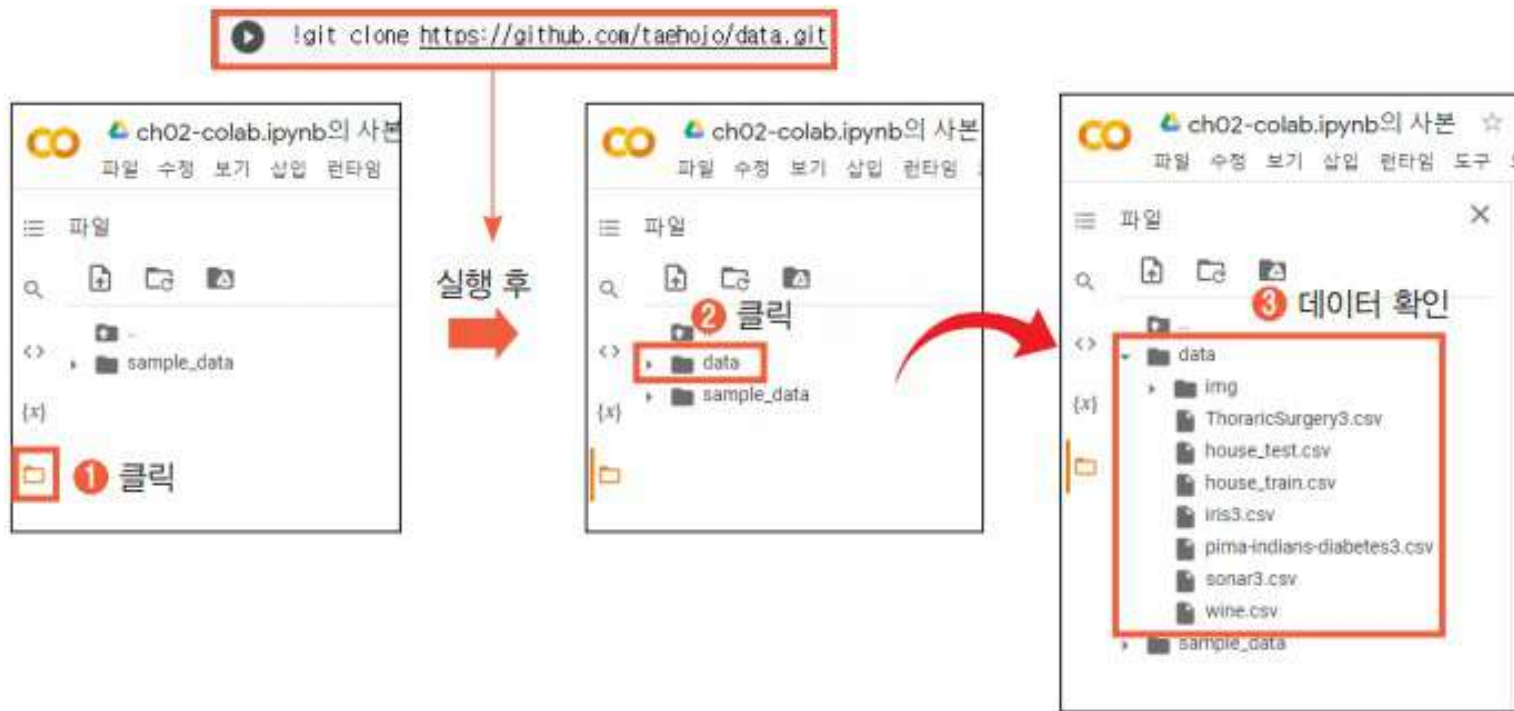 !git clone https://github.com/taehojo/data.git
CO
ch02-colab.ipynb의 사본
파일 수정 보기 삽입 런타임
파일
..
sample_data
{x}
❶ 클릭
실행 후
CO
ch02-colab.ipynb의 사본
파일 수정 보기 삽입 런타임
파일
❷ 클릭
data
sample_data
{x}
CO
ch02-colab.ipynb의 사본
파일 수정 보기 삽입 런타임 도구
파일
❸ 데이터 확인
..
data
img
ThoraricSurgery3.csv
house_test.csv
house_train.csv
iris3.csv
pima-indians-diabetes3.csv
sonar3.csv
wine.csv
sample_data
{x}